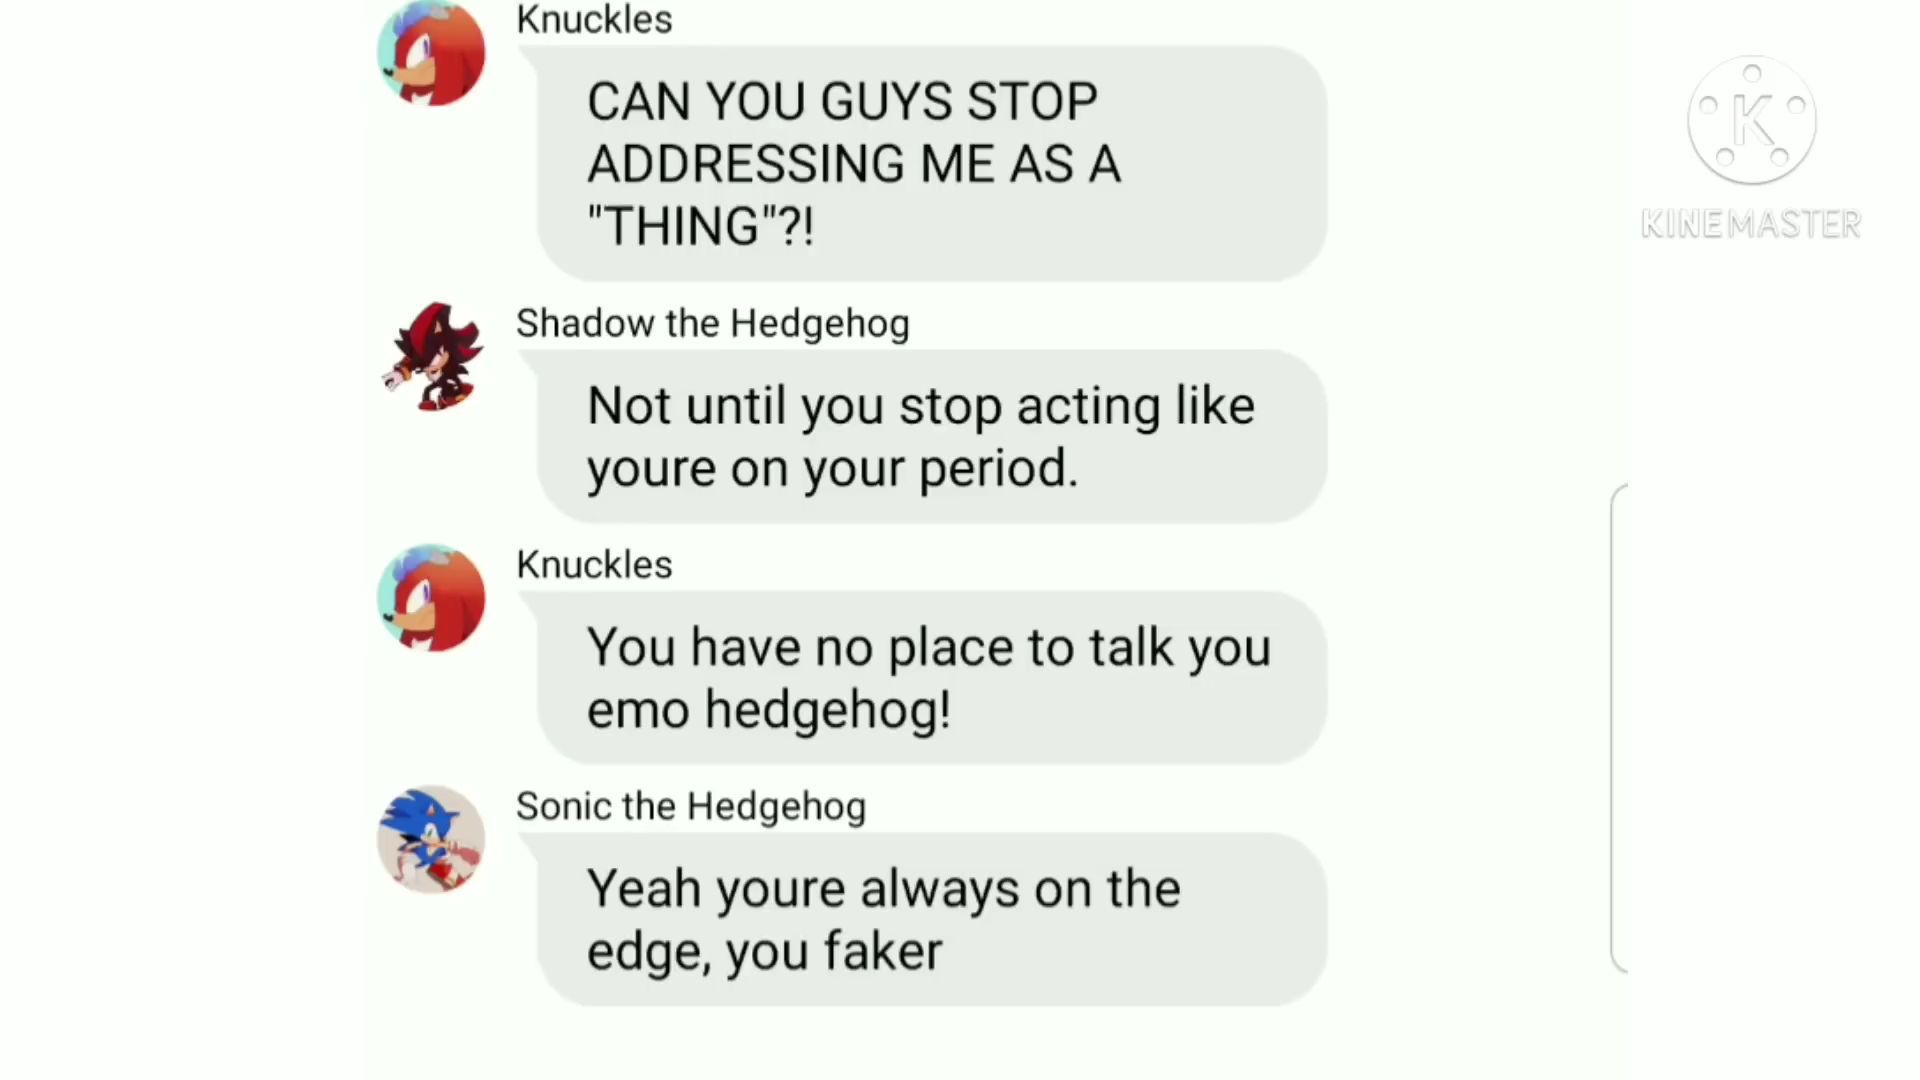 Knuckles
CAN YOU GUYS STOP
ADDRESSING ME AS A
"THING"?!
Shadow the Hedgehog
Not until you stop acting like
youre on your period.
Knuckles
You have no place to talk you
emo hedgehog!
Sonic the Hedgehog
Yeah youre always on the
edge, you faker
K
KINEMASTER